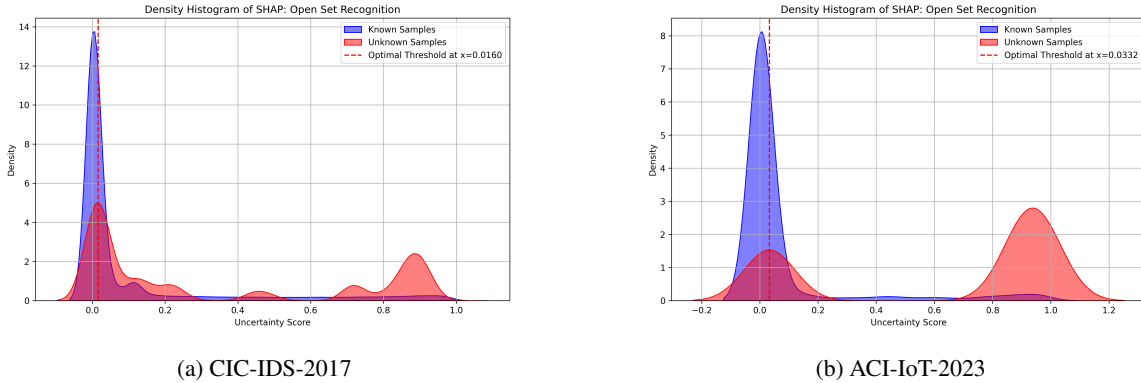 Density Histogram of SHAP: Open Set Recognition
Known Samples
Unknown Samples
Optimal Threshold at x=0.0160
Density
14
12
10
8
6
4
2
0
0.0 0.2 0.4 0.6 0.8 1.0
Uncertainty Score
(a) CIC-IDS-2017
Density Histogram of SHAP: Open Set Recognition
Known Samples
Unknown Samples
Optimal Threshold at x=0.0332
Density
8
7
6
5
4
3
2
1
0
−0.2 0.0 0.2 0.4 0.6 0.8 1.0 1.2
Uncertainty Score
(b) ACI-IoT-2023